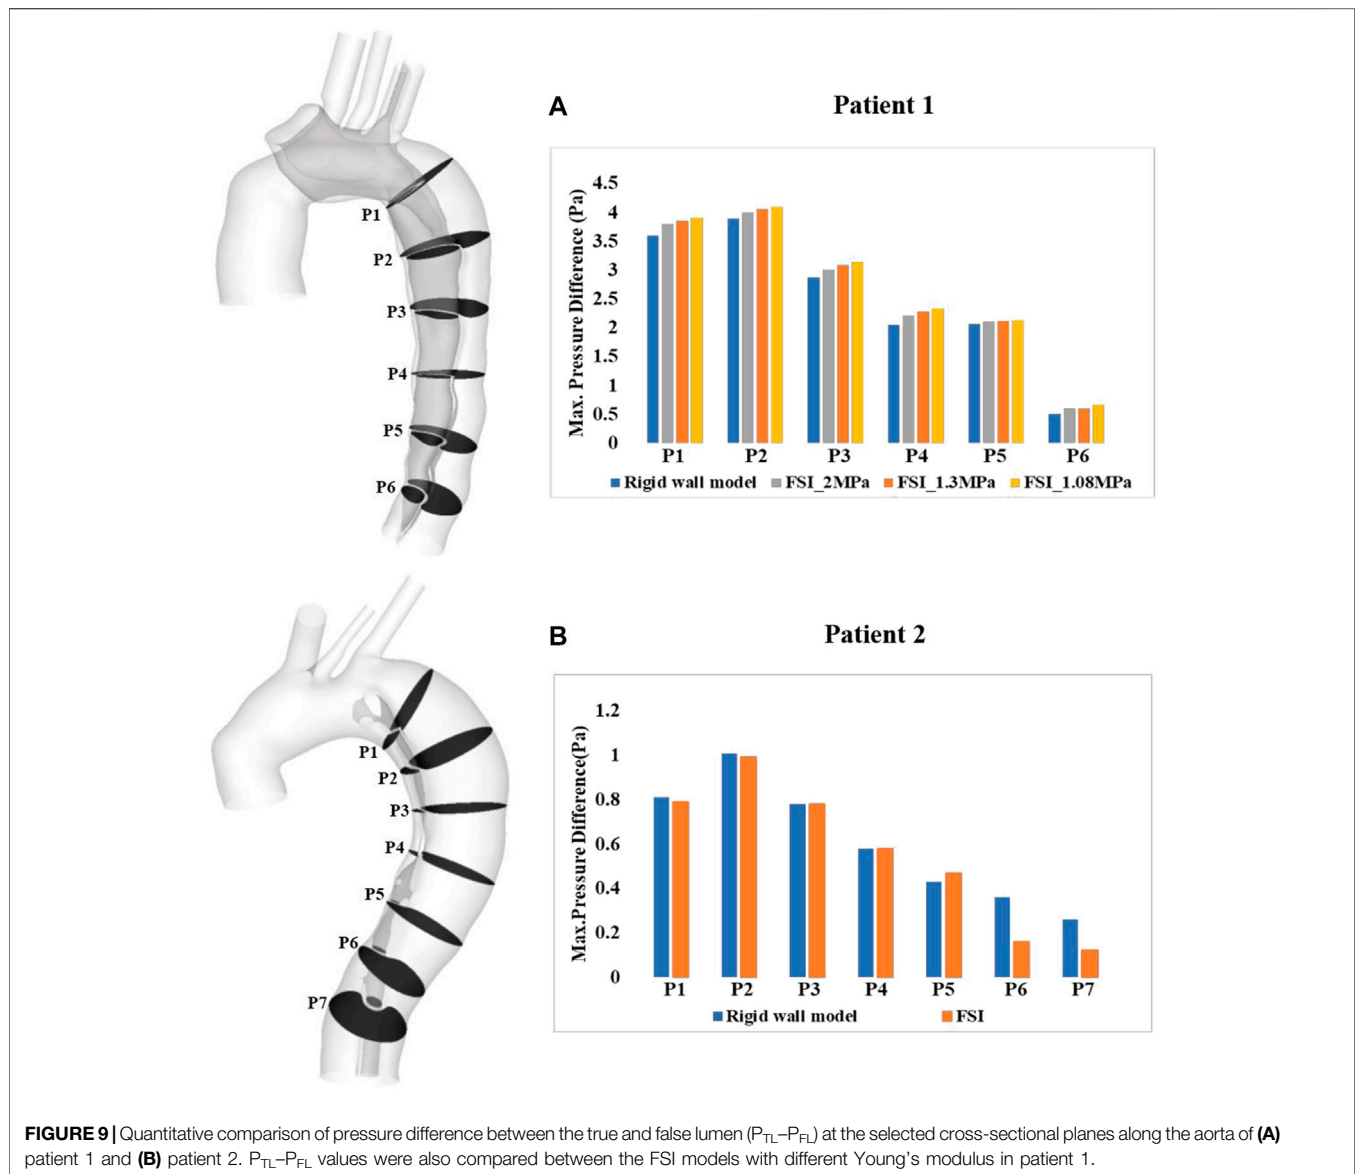 A
Patient 1
Max. Pressure Difference (Pa)
4.5
4
3.5
3
2.5
2
1.5
1
0.5
0
P1 P2 P3 P4 P5 P6
Rigid wall model FSI_2MPa FSI_1.3MPa FSI_1.08MPa
P1
P2
P3
P4
P5
P6
B
Patient 2
Max.Pressure Difference(Pa)
1.2
1
0.8
0.6
0.4
0.2
0
P1 P2 P3 P4 P5 P6 P7
Rigid wall model FSI
P1
P2
P3
P4
P5
P6
P7
FIGURE 9 | Quantitative comparison of pressure difference between the true and false lumen (PTL–PFL) at the selected cross-sectional planes along the aorta of (A)
patient 1 and (B) patient 2. PTL–PFL values were also compared between the FSI models with different Young's modulus in patient 1.